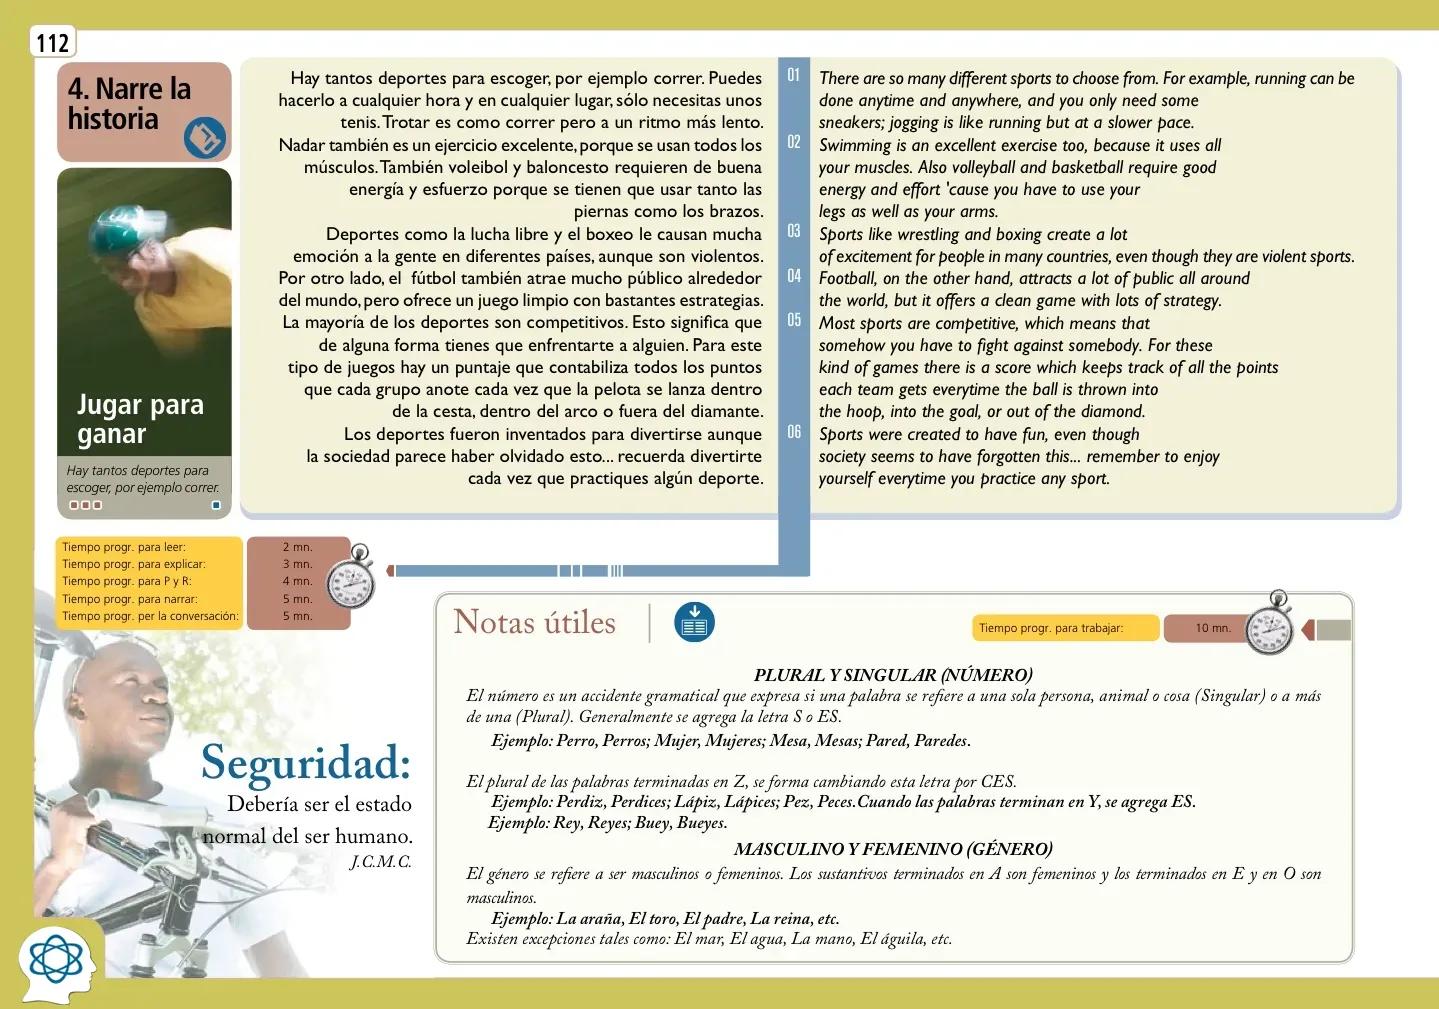 112
4. Narre la
historia
Jugar para
ganar
Hay tantos deportes para
escoger, por ejemplo correr.
Hay tantos deportes para escoger, por ejemplo correr. Puedes
hacerlo a cualquier hora y en cualquier lugar, sólo necesitas unos
tenis. Trotar es como correr pero a un ritmo más lento.
Nadar también es un ejercicio excelente, porque se usan todos los
músculos. También voleibol y baloncesto requieren de buena
energía y esfuerzo porque se tienen que usar tanto las
piernas como los brazos.
Deportes como la lucha libre y el boxeo le causan mucha
emoción a la gente en diferentes países, aunque son violentos.
Por otro lado, el  fútbol también atrae mucho público alrededor
del mundo, pero ofrece un juego limpio con bastantes estrategias.
La mayoría de los deportes son competitivos. Esto significa que
de alguna forma tienes que enfrentarte a alguien. Para este
tipo de juegos hay un puntaje que contabiliza todos los puntos
que cada grupo anote cada vez que la pelota se lanza dentro
de la cesta, dentro del arco o fuera del diamante.
Los deportes fueron inventados para divertirse aunque
la sociedad parece haber olvidado esto... recuerda divertirte
cada vez que practiques algún deporte.
01 There are so many different sports to choose from. For example, running can be
done anytime and anywhere, and you only need some
sneakers; jogging is like running but at a slower pace.
02 Swimming is an excellent exercise too, because it uses all
your muscles. Also volleyball and basketball require good
energy and effort 'cause you have to use your
legs as well as your arms.
03 Sports like wrestling and boxing create a lot
of excitement for people in many countries, even though they are violent sports.
04 Football, on the other hand, attracts a lot of public all around
the world, but it offers a clean game with lots of strategy.
05 Most sports are competitive, which means that
somehow you have to fight against somebody. For these
kind of games there is a score which keeps track of all the points
each team gets everytime the ball is thrown into
the hoop, into the goal, or out of the diamond.
06 Sports were created to have fun, even though
society seems to have forgotten this... remember to enjoy
yourself everytime you practice any sport.
Tiempo progr. para leer: 2 mn.
Tiempo progr. para explicar: 3 mn.
Tiempo progr. para P y R: 4 mn.
Tiempo progr. para narrar: 5 mn.
Tiempo progr. per la conversación: 5 mn.
Seguridad:
Debería ser el estado
normal del ser humano.
J.C.M.C.
Notas útiles
Tiempo progr. para trabajar: 10 mn.
PLURAL Y SINGULAR (NÚMERO)
El número es un accidente gramatical que expresa si una palabra se refiere a una sola persona, animal o cosa (Singular) o a más
de una (Plural). Generalmente se agrega la letra S o ES.
Ejemplo: Perro, Perros; Mujer, Mujeres; Mesa, Mesas; Pared, Paredes.
El plural de las palabras terminadas en Z, se forma cambiando esta letra por CES.
Ejemplo: Perdiz, Perdices; Lápiz, Lápices; Pez, Peces.Cuando las palabras terminan en Y, se agrega ES.
Ejemplo: Rey, Reyes; Buey, Bueyes.
MASCULINO Y FEMENINO (GÉNERO)
El género se refiere a ser masculinos o femeninos. Los sustantivos terminados en A son femeninos y los terminados en E y en O son
masculinos.
Ejemplo: La araña, El toro, El padre, La reina, etc.
Existen excepciones tales como: El mar, El agua, La mano, El águila, etc.